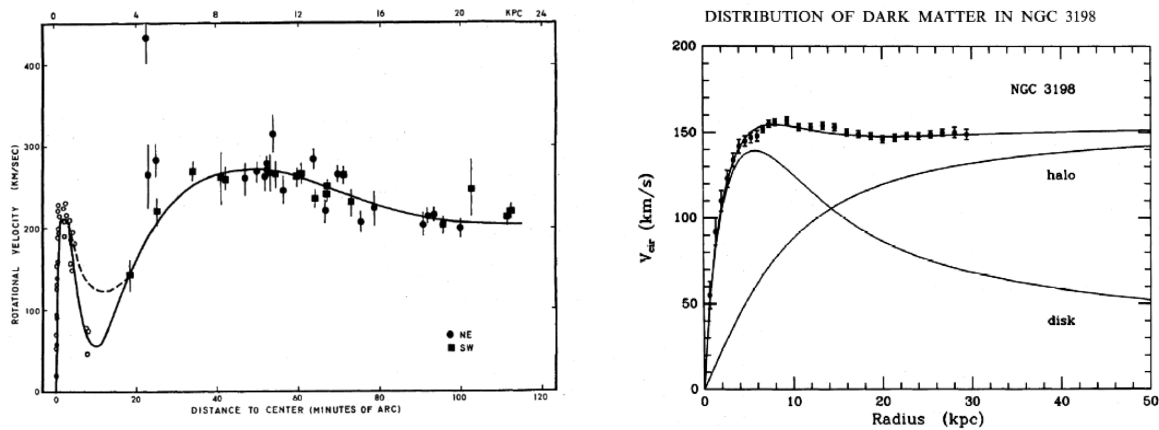 0 4 8 12 16 20 KPC 24
400
300
200
100
0
ROTATIONAL VELOCITY (KM/SEC)
NE
SW
0 20 40 60 80 100 120
DISTANCE TO CENTER (MINUTES OF ARC)
DISTRIBUTION OF DARK MATTER IN NGC 3198
200
150
100
50
0
V_cir (km/s)
NGC 3198
halo
disk
0 10 20 30 40 50
Radius (kpc)